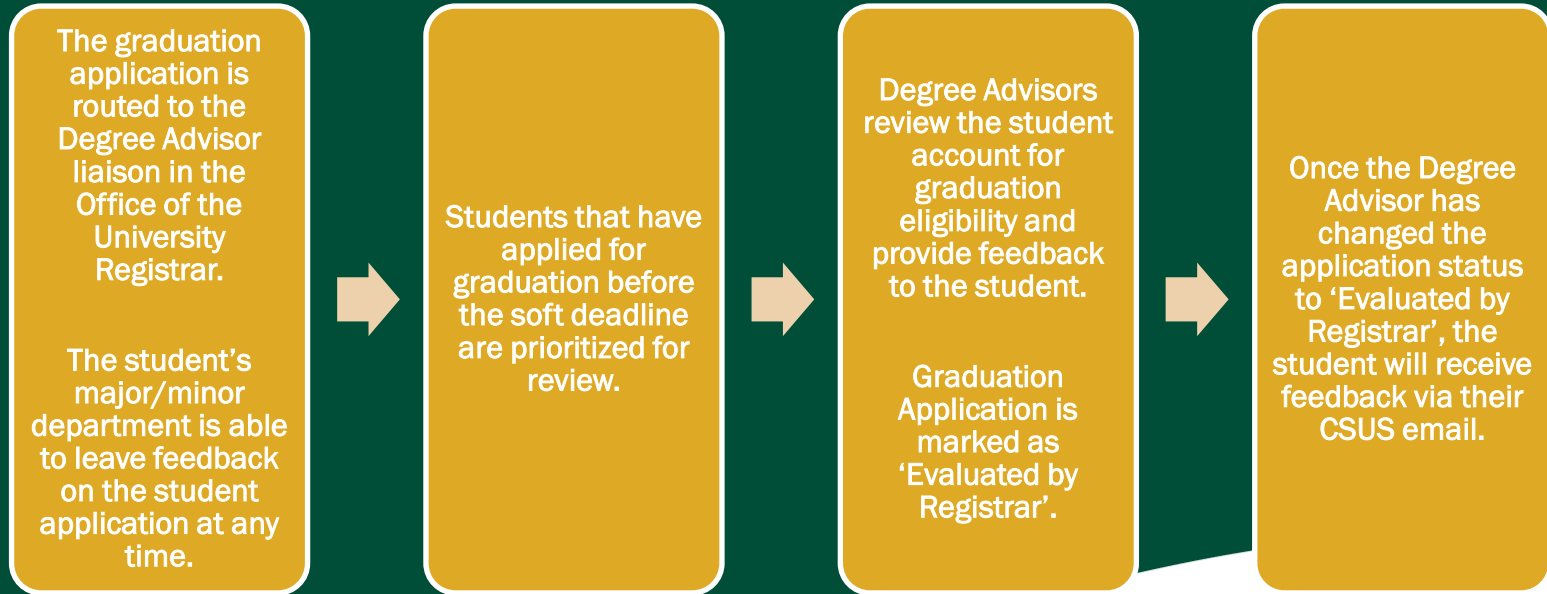 The graduation
application is
routed to the
Degree Advisor
liaison in the
Office of the
University
Registrar.
The student's
major/minor
department is able
to leave feedback
on the student
application at any
time.
Students that have
applied for
graduation before
the soft deadline
are prioritized for
review.
Degree Advisors
review the student
account for
graduation
eligibility and
provide feedback
to the student.
Graduation
Application is
marked as
‘Evaluated by
Registrar’.
Once the Degree
Advisor has
changed the
application status
to ‘Evaluated by
Registrar’, the
student will receive
feedback via their
CSUS email.